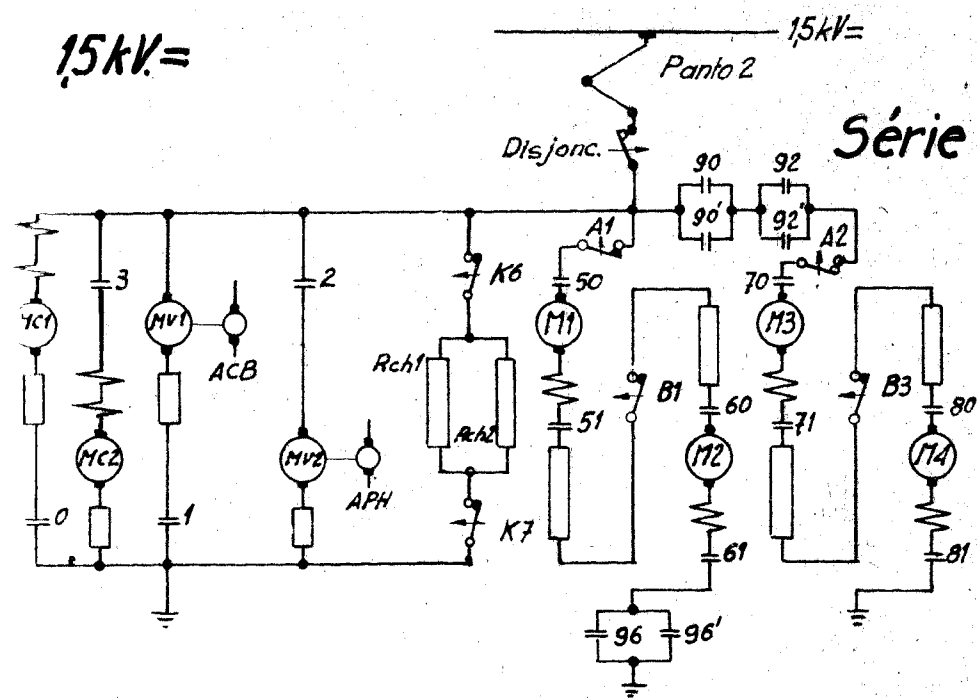 1,5kV.=
1,5kV=
Panto 2
Série
Disjonc.
90
92
90'
92'
A1
A2
K6
3
2
50
70
MC1
MV1
M1
M3
ACB
Rch1
B1
60
B3
80
Rch2
51
71
MC2
MV2
M2
M4
APH
0
1
K7
61
81
96
96'